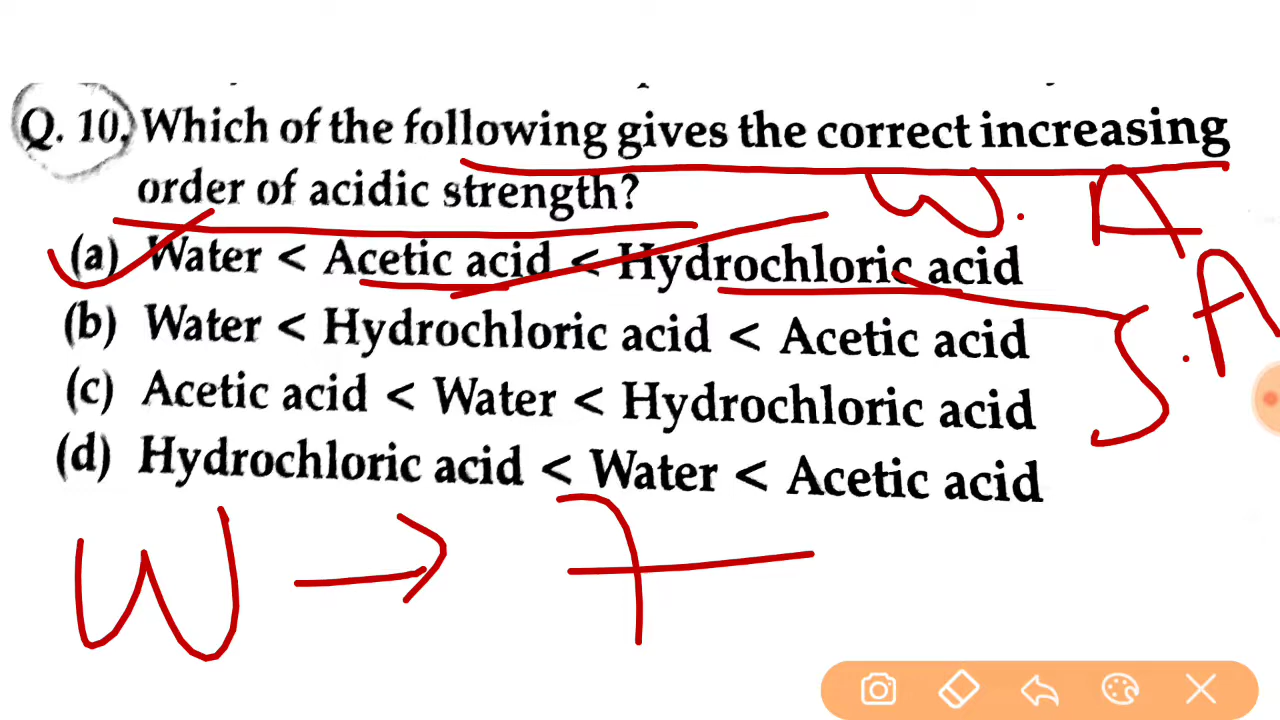 Q. 10. Which of the following gives the correct increasing
order of acidic strength?
W. A
(a) Water < Acetic acid < Hydrochloric acid
S. A
(b) Water < Hydrochloric acid < Acetic acid
(c) Acetic acid < Water < Hydrochloric acid
(d) Hydrochloric acid < Water < Acetic acid
W → 7